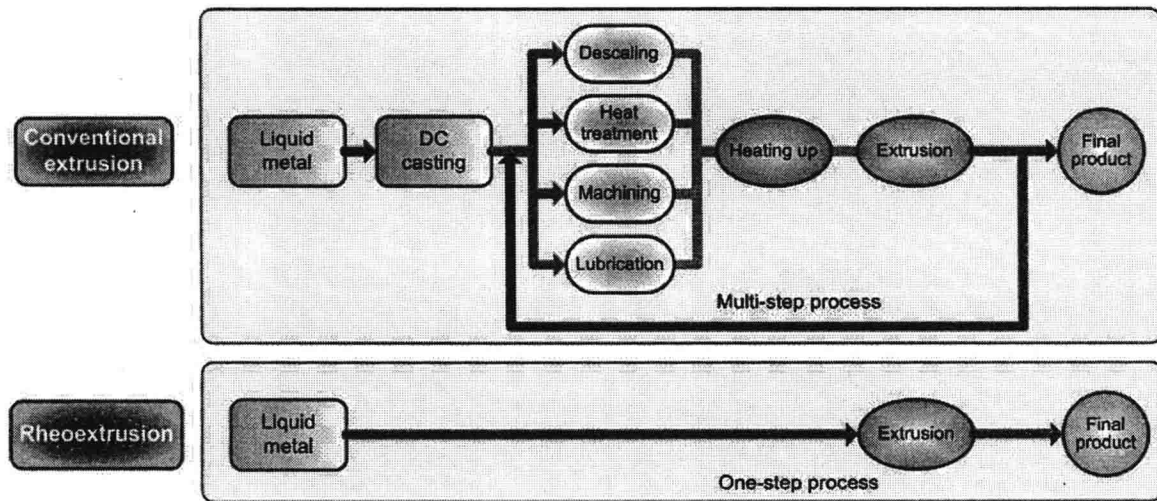 Conventional
extrusion
Liquid
metal
DC
casting
Descaling
Heat
treatment
Machining
Lubrication
Heating up
Extrusion
Final
product
Multi-step process
Rheoextrusion
Liquid
metal
Extrusion
Final
product
One-step process